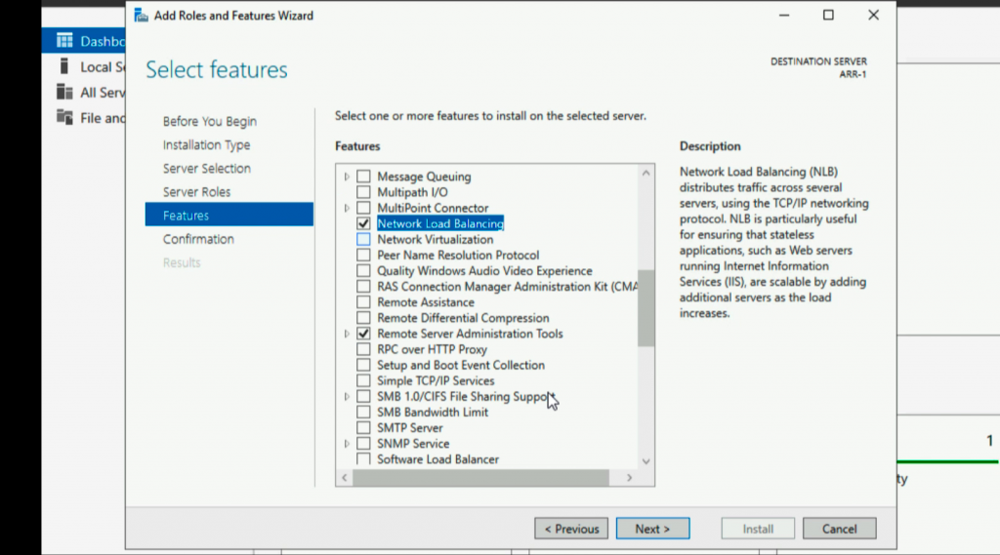 Add Roles and Features Wizard
Dashbo
Local Se
All Serv
File and
Select features
DESTINATION SERVER
ARR-1
Before You Begin
Installation Type
Server Selection
Server Roles
Features
Confirmation
Results
Select one or more features to install on the selected server.
Features
Message Queuing
Multipath I/O
MultiPoint Connector
Network Load Balancing
Network Virtualization
Peer Name Resolution Protocol
Quality Windows Audio Video Experience
RAS Connection Manager Administration Kit (CMA
Remote Assistance
Remote Differential Compression
Remote Server Administration Tools
RPC over HTTP Proxy
Setup and Boot Event Collection
Simple TCP/IP Services
SMB 1.0/CIFS File Sharing Support
SMB Bandwidth Limit
SMTP Server
SNMP Service
Software Load Balancer
Description
Network Load Balancing (NLB)
distributes traffic across several
servers, using the TCP/IP networking
protocol. NLB is particularly useful
for ensuring that stateless
applications, such as Web servers
running Internet Information
Services (IIS), are scalable by adding
additional servers as the load
increases.
1
ty
< Previous
Next >
Install
Cancel